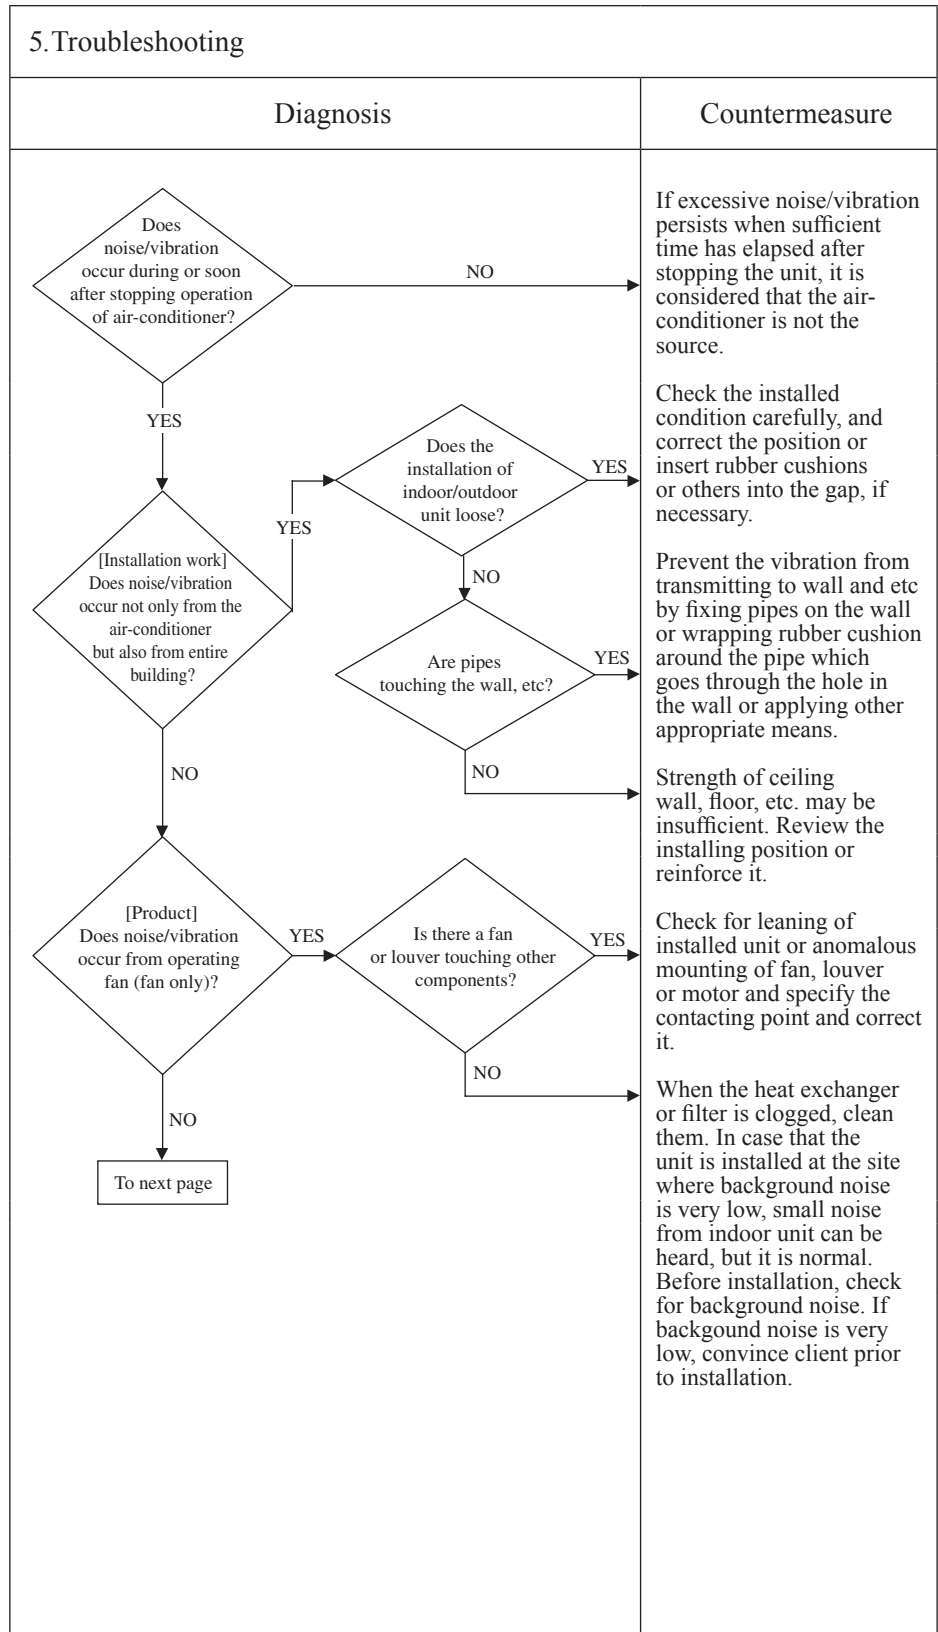 5.Troubleshooting
Diagnosis
Countermeasure
Does
noise/vibration
occur during or soon
after stopping operation
of air-conditioner?
NO
If excessive noise/vibration
persists when sufficient
time has elapsed after
stopping the unit, it is
considered that the air-
conditioner is not the
source.
YES
Does the
installation of
indoor/outdoor
unit loose?
YES
Check the installed
condition carefully, and
correct the position or
insert rubber cushions
or others into the gap, if
necessary.
YES
[Installation work]
Does noise/vibration
occur not only from the
air-conditioner
but also from entire
building?
NO
Are pipes
touching the wall, etc?
YES
Prevent the vibration from
transmitting to wall and etc
by fixing pipes on the wall
or wrapping rubber cushion
around the pipe which
goes through the hole in
the wall or applying other
appropriate means.
NO
NO
Strength of ceiling
wall, floor, etc. may be
insufficient. Review the
installing position or
reinforce it.
[Product]
Does noise/vibration
occur from operating
fan (fan only)?
YES
Is there a fan
or louver touching other
components?
YES
Check for leaning of
installed unit or anomalous
mounting of fan, louver
or motor and specify the
contacting point and correct
it.
NO
NO
When the heat exchanger
or filter is clogged, clean
them. In case that the
unit is installed at the site
where background noise
is very low, small noise
from indoor unit can be
heard, but it is normal.
Before installation, check
for background noise. If
backgound noise is very
low, convince client prior
to installation.
To next page